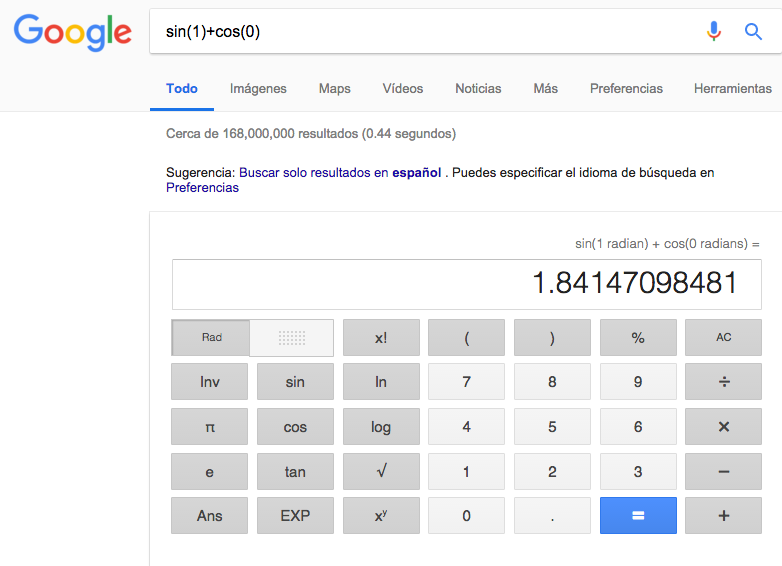 Google sin(1)+cos(0)
Todo Imágenes Maps Vídeos Noticias Más Preferencias Herramientas
Cerca de 168,000,000 resultados (0.44 segundos)
Sugerencia: Buscar solo resultados en español . Puedes especificar el idioma de búsqueda en
Preferencias
sin(1 radian) + cos(0 radians) =
1.84147098481
Rad x! ( ) % AC
Inv sin ln 7 8 9 ÷
π cos log 4 5 6 ×
e tan √ 1 2 3 −
Ans EXP xʸ 0 . = +